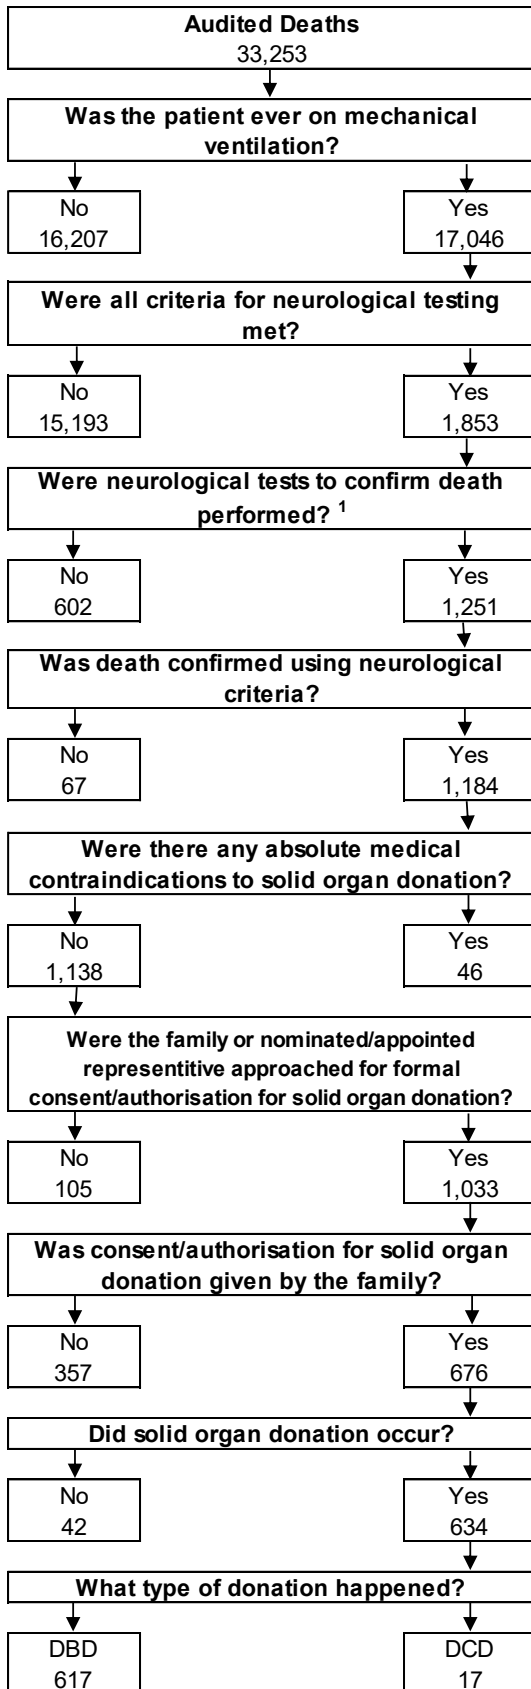 Audited Deaths
33,253
Was the patient ever on mechanical
ventilation?
No
16,207
Yes
17,046
Were all criteria for neurological testing
met?
No
15,193
Yes
1,853
Were neurological tests to confirm death
performed? 1
No
602
Yes
1,251
Was death confirmed using neurological
criteria?
No
67
Yes
1,184
Were there any absolute medical
contraindications to solid organ donation?
No
1,138
Yes
46
Were the family or nominated/appointed
representitive approached for formal
consent/authorisation for solid organ donation?
No
105
Yes
1,033
Was consent/authorisation for solid organ
donation given by the family?
No
357
Yes
676
Did solid organ donation occur?
No
42
Yes
634
What type of donation happened?
DBD
617
DCD
17